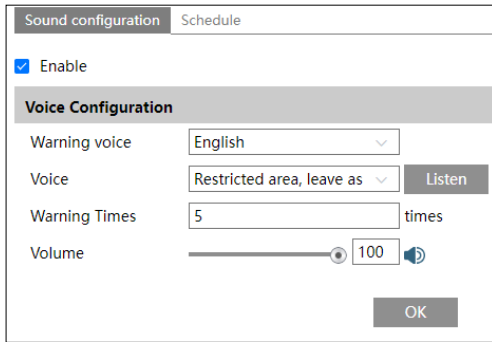 Sound configuration Schedule
Enable
Voice Configuration
Warning voice English
Voice Restricted area, leave as Listen
Warning Times 5 times
Volume 100
OK